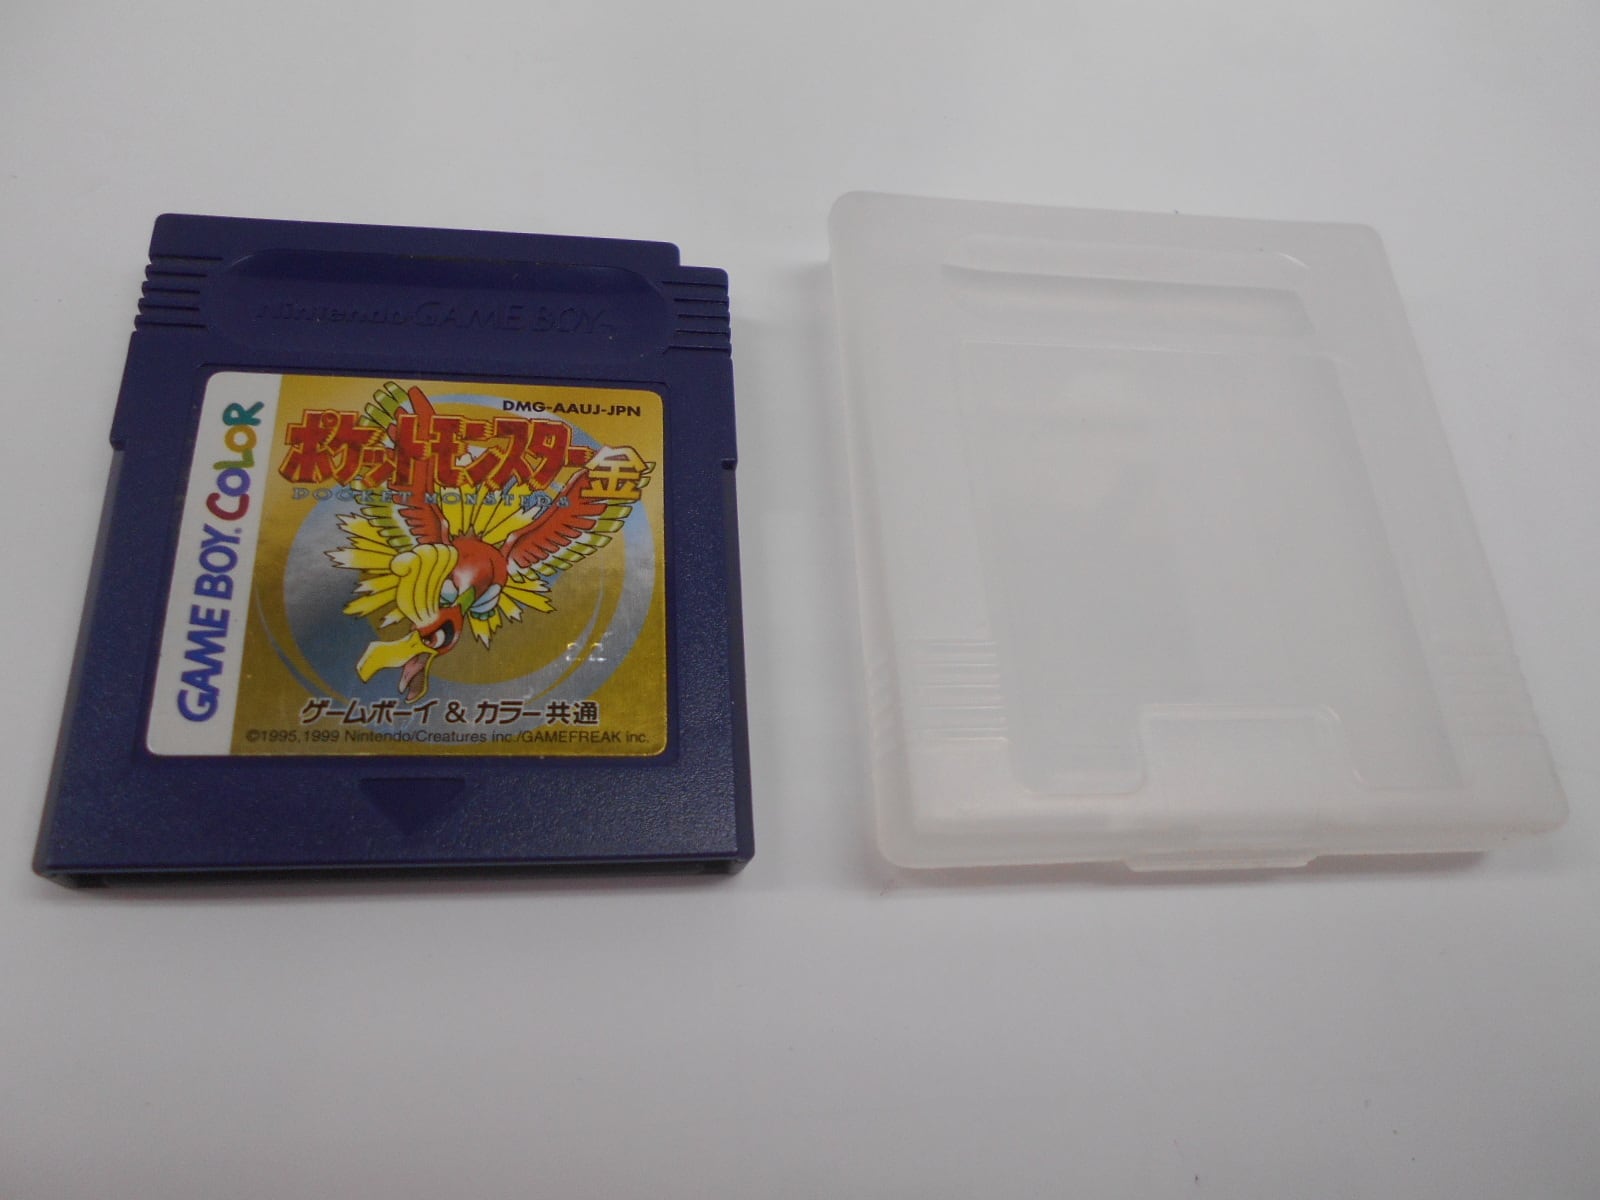 Nintendo GAME BOY
GAME BOY COLOR
DMG-AAUJ-JPN
ポケットモンスター金
POCKET MONSTERS
22
ゲームボーイ & カラー共通
©1995,1999 Nintendo/Creatures inc./GAMEFREAK inc.